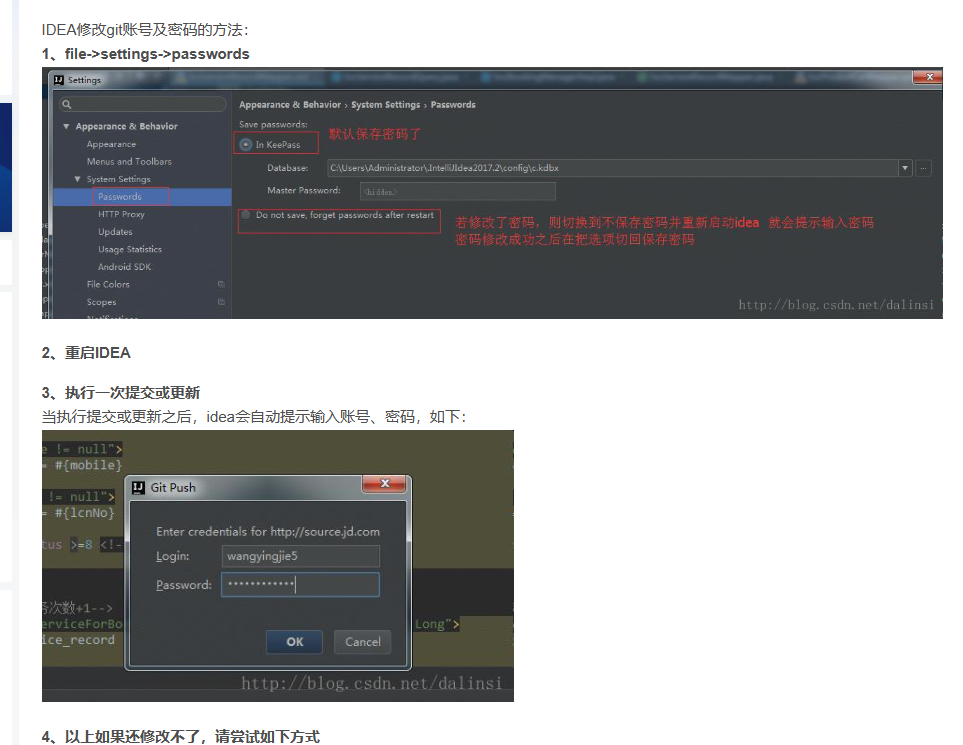 IDEA修改git账号及密码的方法：
1、file->settings->passwords
Settings
Appearance & Behavior › System Settings › Passwords
Appearance & Behavior
Save passwords:
默认保存密码了
Appearance
In KeePass
Menus and Toolbars
Database:
C:\Users\Administrator\.IntelliJIdea2017.2\config\c.kdbx
System Settings
Master Password:
<hidden>
Passwords
HTTP Proxy
Do not save, forget passwords after restart
若修改了密码，则切换到不保存密码并重新启动idea 就会提示输入密码
Updates
密码修改成功之后在把选项切回保存密码
Usage Statistics
Android SDK
File Colors
Scopes
http://blog.csdn.net/dalinsi
Notifications
2、重启IDEA
3、执行一次提交或更新
当执行提交或更新之后，idea会自动提示输入账号、密码，如下：
e != null">
= #{mobile}
Git Push
!= null">
= #{lcnNo}
Enter credentials for http://source.jd.com
tus >=8 <!-
Login:
wangyingjie5
Password:
务次数+1-->
erviceForBo
Long">
ice_record
OK
Cancel
http://blog.csdn.net/dalinsi
4、以上如果还修改不了，请尝试如下方式